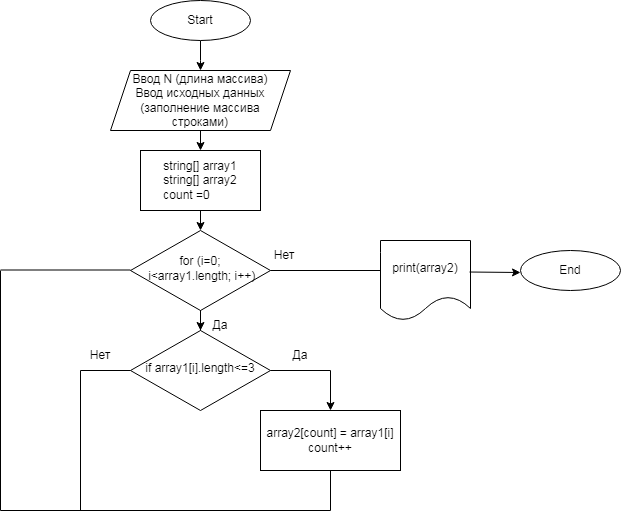 Start
Ввод N (длина массива)
Ввод исходных данных
(заполнение массива
строками)
string[] array1
string[] array2
count =0
for (i=0;
i<array1.length; i++)
Нет
print(array2)
End
Да
Нет
if array1[i].length<=3
Да
array2[count] = array1[i]
count++